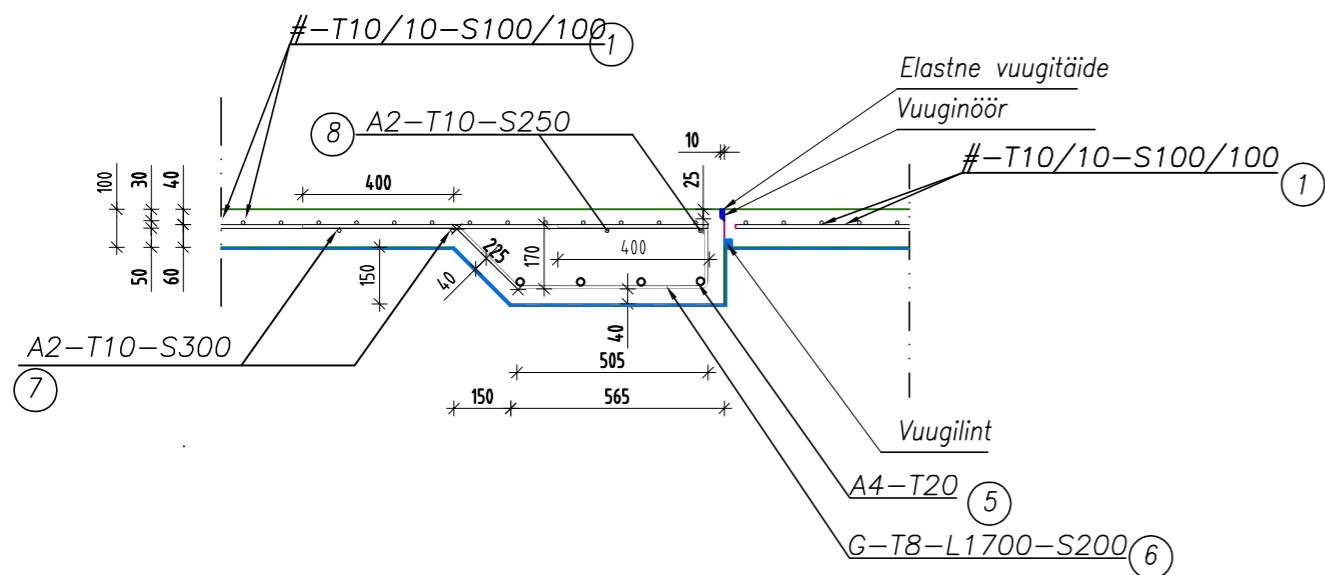 #-T10/10-S100/100 1
Elastne vuugitäide
8 A2-T10-S250
Vuuginöör
10
#-T10/10-S100/100 1
100
30
40
400
25
50
60
150
40
225
170
400
40
A2-T10-S300
7
505
150
565
Vuugilint
A4-T20 5
G-T8-L1700-S200 6